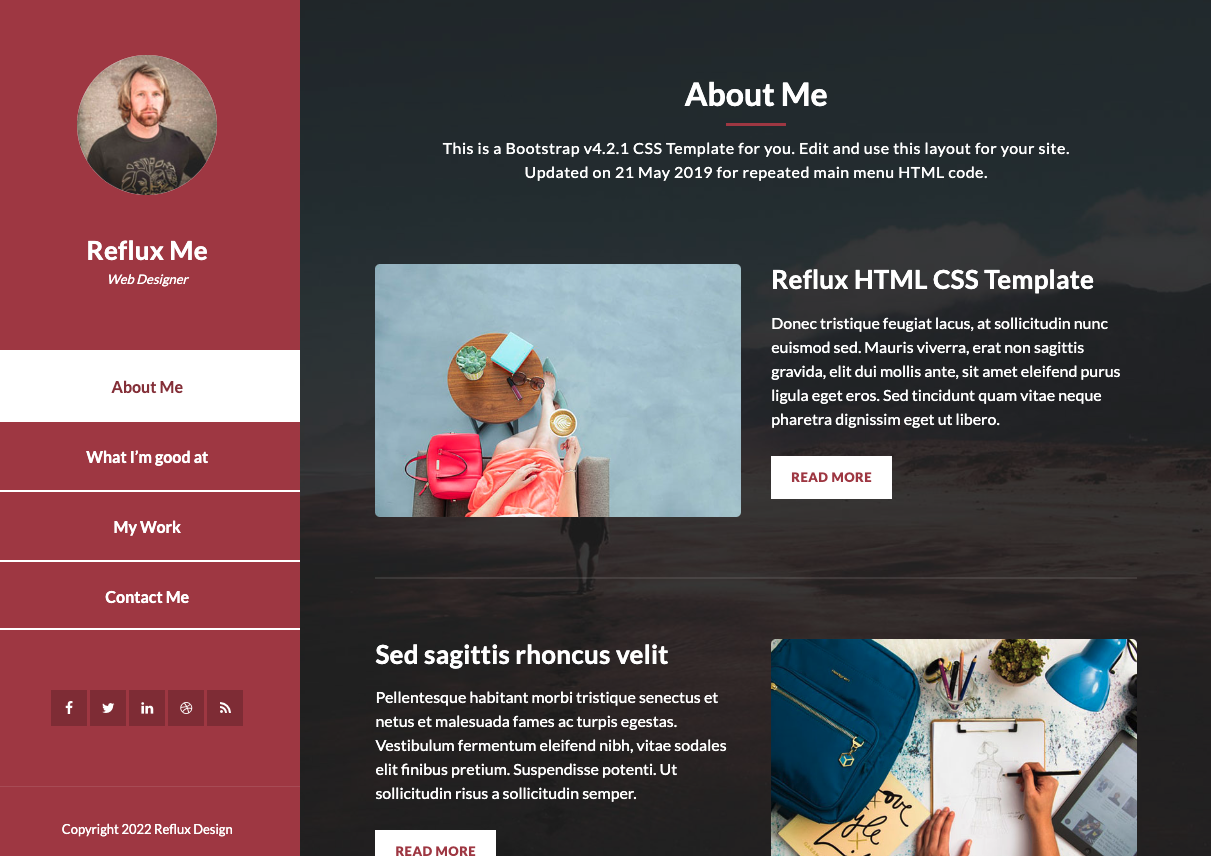 Reflux Me
Web Designer
About Me
What I'm good at
My Work
Contact Me
Copyright 2022 Reflux Design
About Me
This is a Bootstrap v4.2.1 CSS Template for you. Edit and use this layout for your site.
Updated on 21 May 2019 for repeated main menu HTML code.
Reflux HTML CSS Template
Donec tristique feugiat lacus, at sollicitudin nunc
euismod sed. Mauris viverra, erat non sagittis
gravida, elit dui mollis ante, sit amet eleifend purus
ligula eget eros. Sed tincidunt quam vitae neque
pharetra dignissim eget ut libero.
READ MORE
Sed sagittis rhoncus velit
Pellentesque habitant morbi tristique senectus et
netus et malesuada fames ac turpis egestas.
Vestibulum fermentum eleifend nibh, vitae sodales
elit finibus pretium. Suspendisse potenti. Ut
sollicitudin risus a sollicitudin semper.
READ MORE